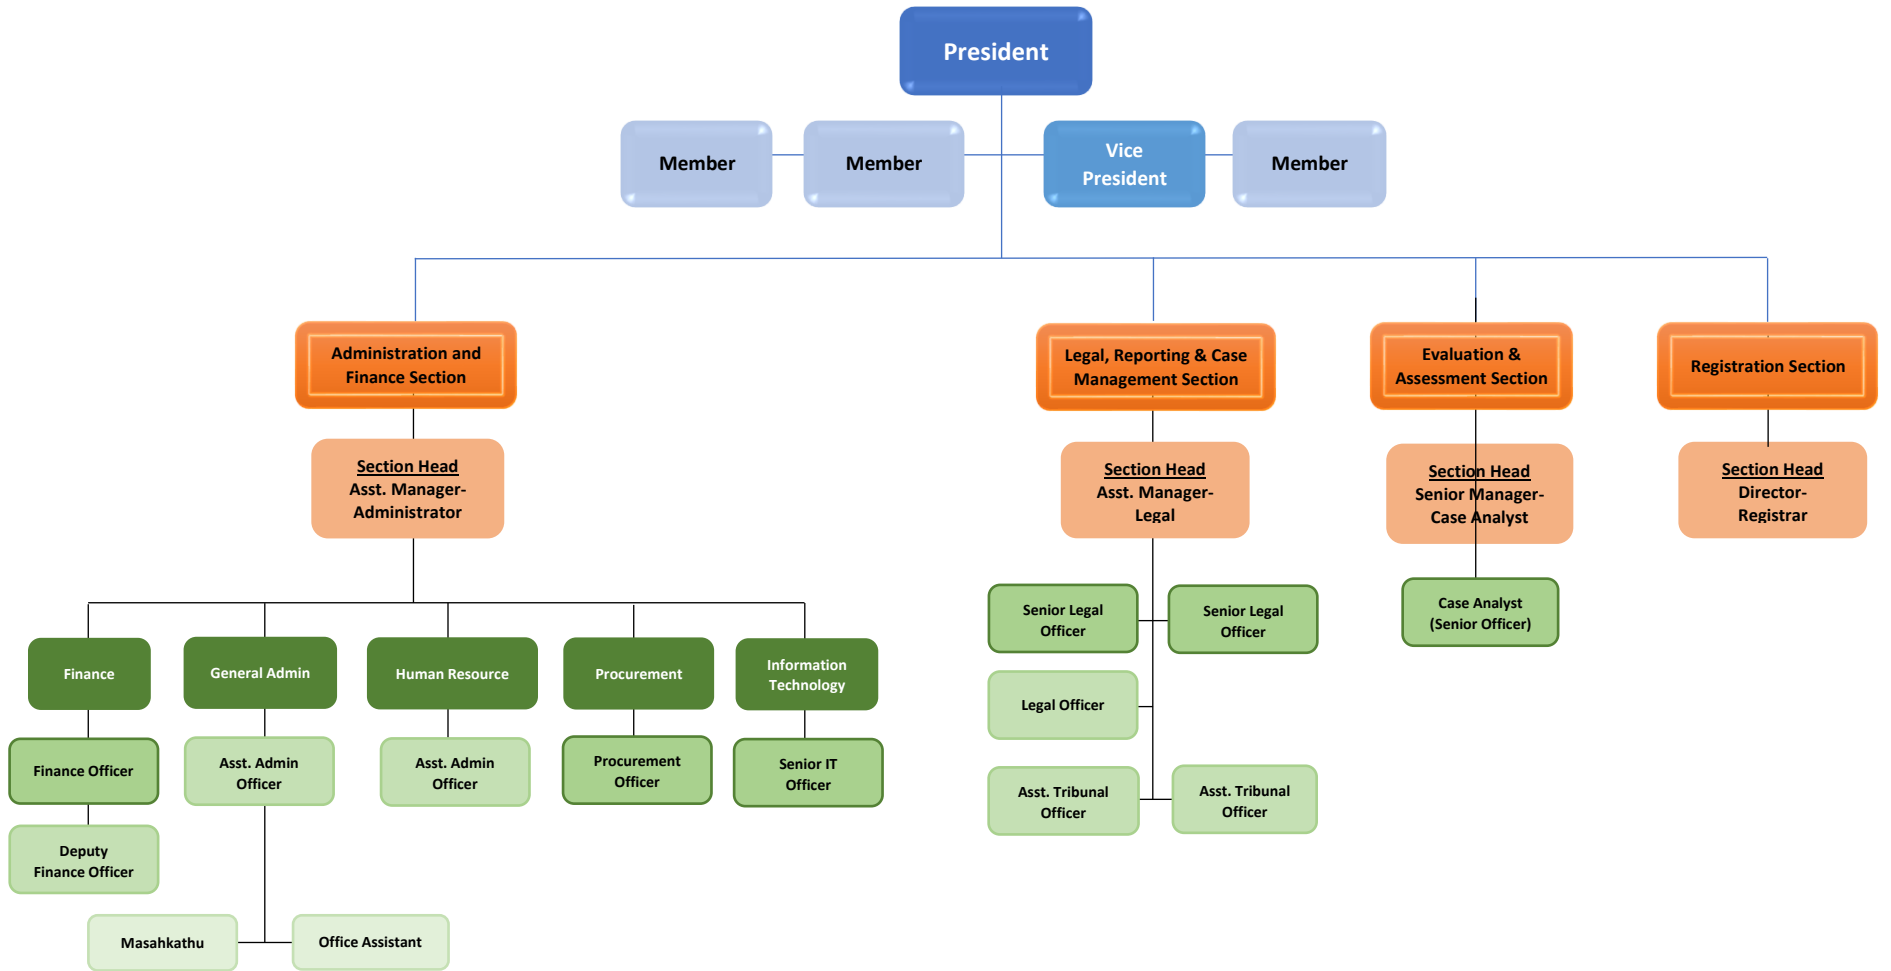 President
Member
Member
Vice
President
Member
Administration and
Finance Section
Legal, Reporting & Case
Management Section
Evaluation &
Assessment Section
Registration Section
Section Head
Asst. Manager-
Administrator
Section Head
Asst. Manager-
Legal
Section Head
Senior Manager-
Case Analyst
Section Head
Director-
Registrar
Finance
General Admin
Human Resource
Procurement
Information
Technology
Senior Legal
Officer
Senior Legal
Officer
Case Analyst
(Senior Officer)
Legal Officer
Finance Officer
Asst. Admin
Officer
Asst. Admin
Officer
Procurement
Officer
Senior IT
Officer
Asst. Tribunal
Officer
Asst. Tribunal
Officer
Deputy
Finance Officer
Masahkathu
Office Assistant